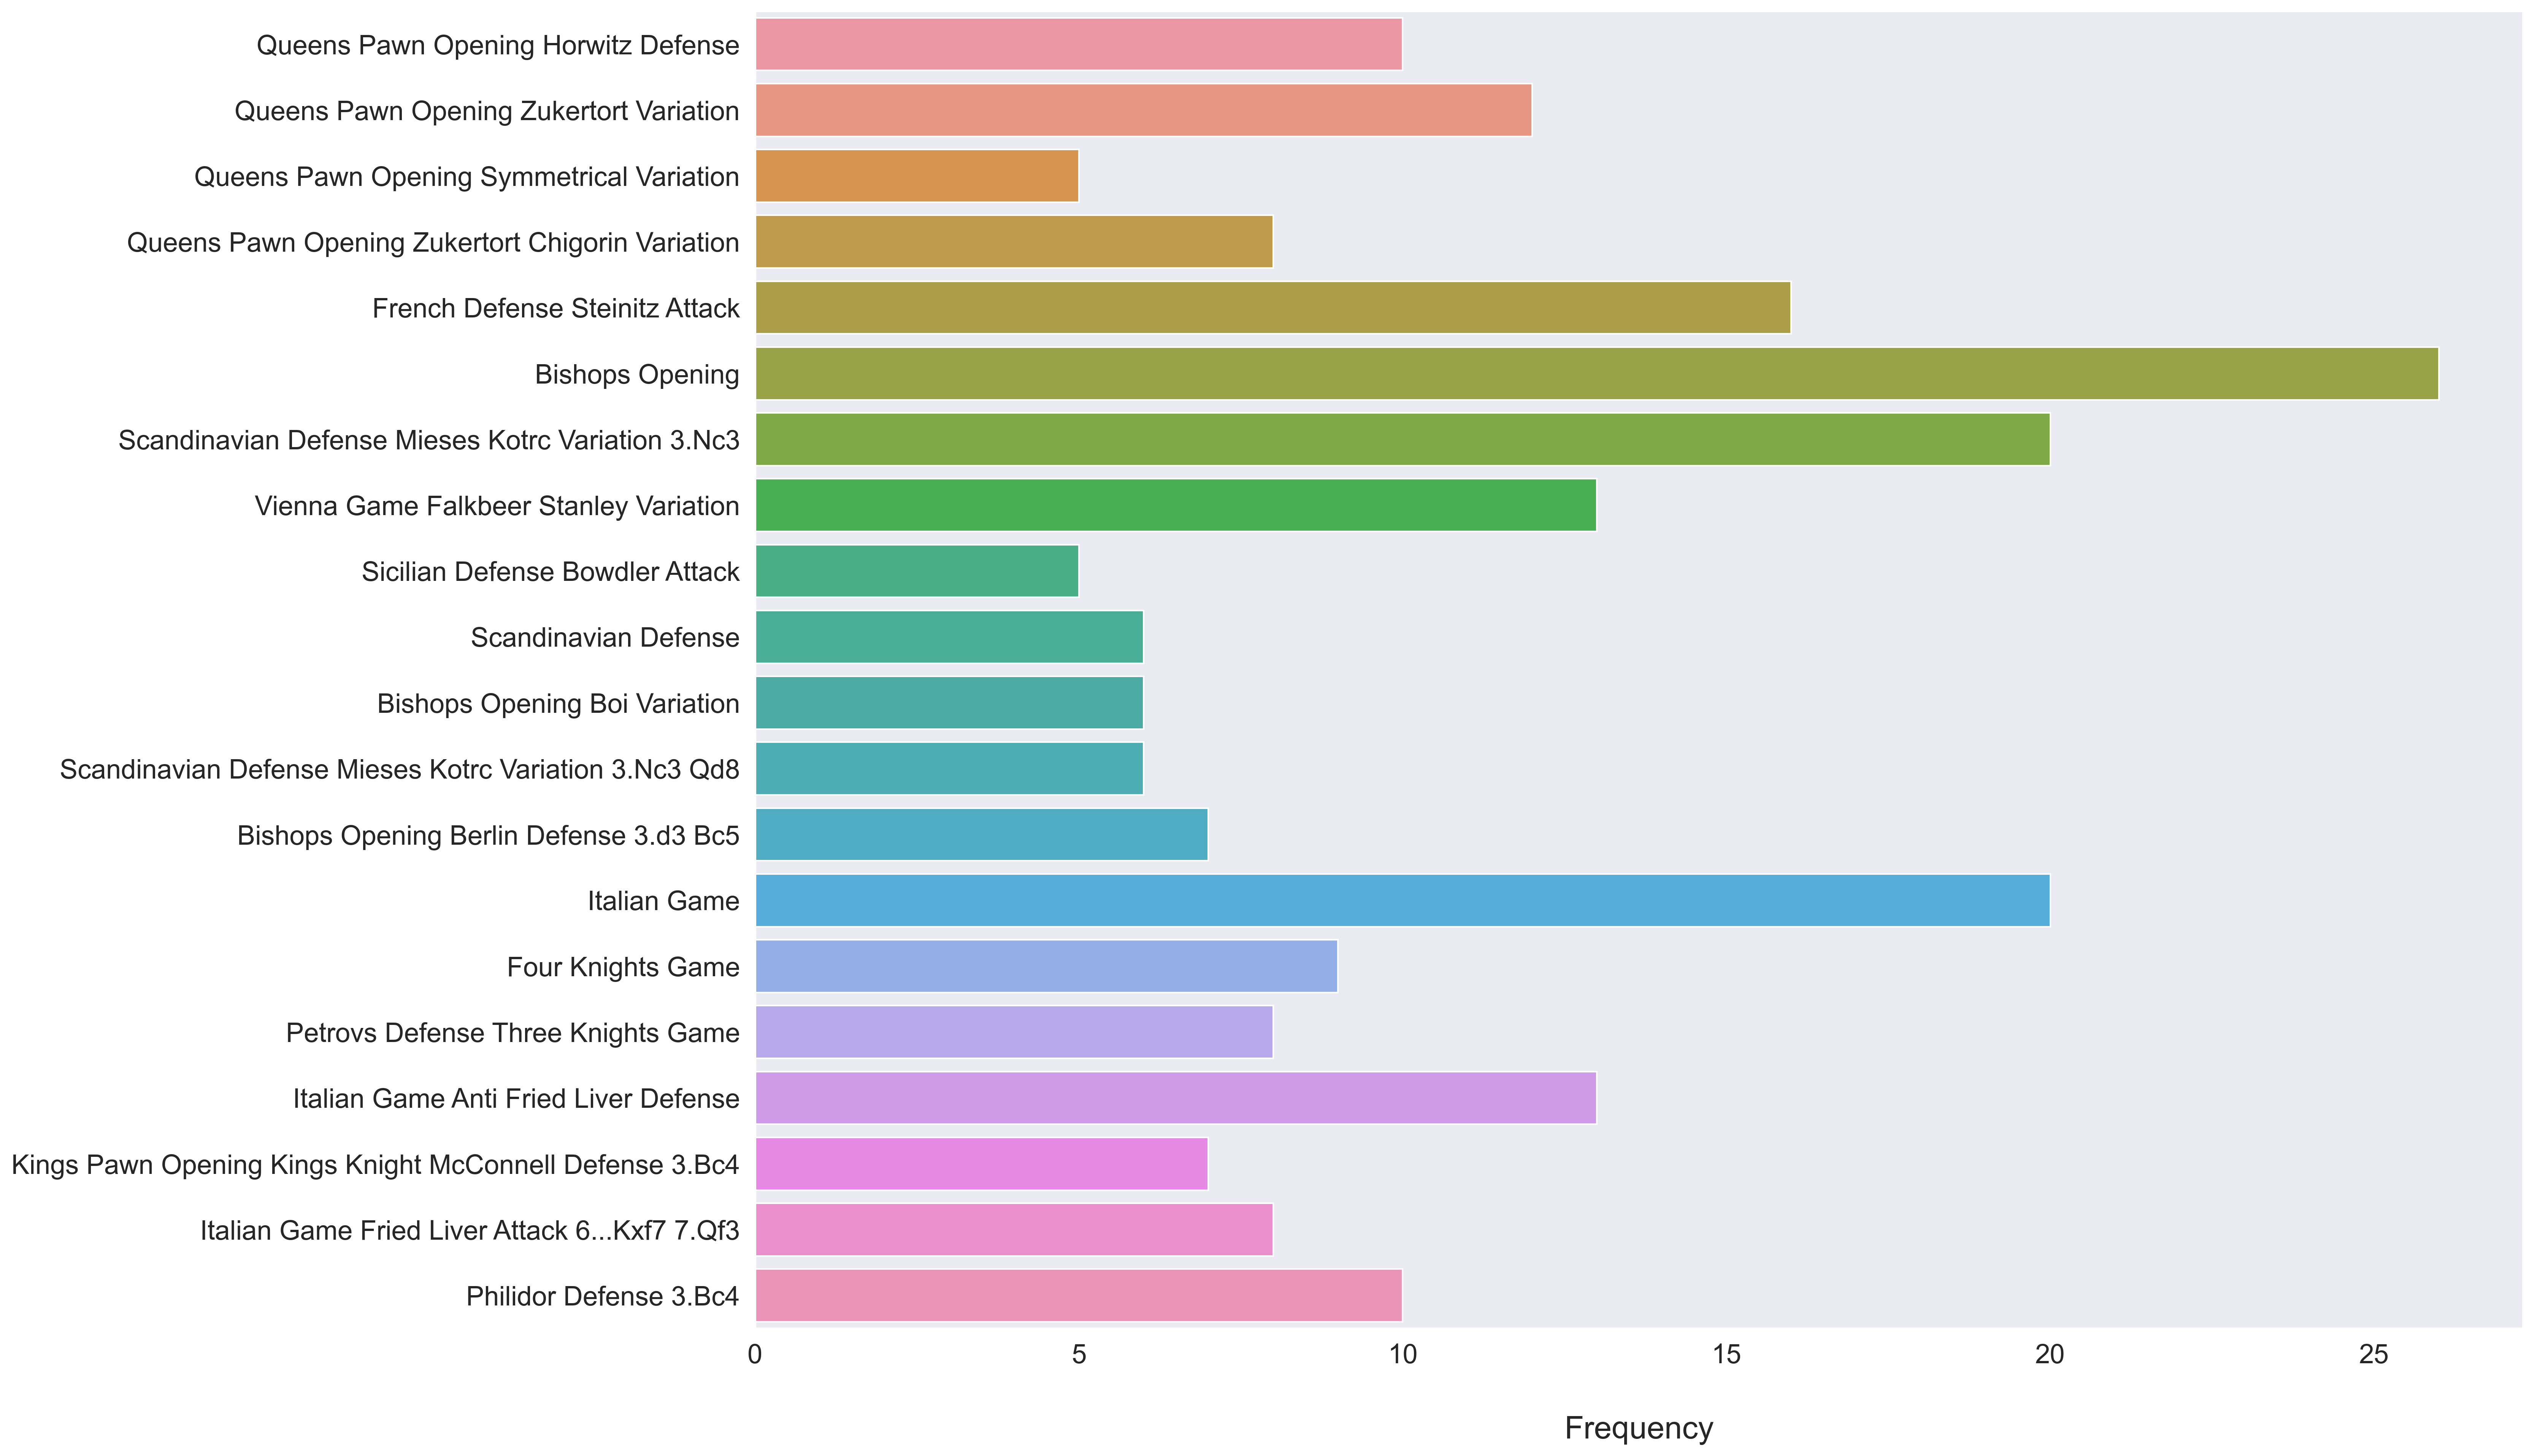 Queens Pawn Opening Horwitz Defense
Queens Pawn Opening Zukertort Variation
Queens Pawn Opening Symmetrical Variation
Queens Pawn Opening Zukertort Chigorin Variation
French Defense Steinitz Attack
Bishops Opening
Scandinavian Defense Mieses Kotrc Variation 3.Nc3
Vienna Game Falkbeer Stanley Variation
Sicilian Defense Bowdler Attack
Scandinavian Defense
Bishops Opening Boi Variation
Scandinavian Defense Mieses Kotrc Variation 3.Nc3 Qd8
Bishops Opening Berlin Defense 3.d3 Bc5
Italian Game
Four Knights Game
Petrovs Defense Three Knights Game
Italian Game Anti Fried Liver Defense
Kings Pawn Opening Kings Knight McConnell Defense 3.Bc4
Italian Game Fried Liver Attack 6...Kxf7 7.Qf3
Philidor Defense 3.Bc4
0 5 10 15 20 25
Frequency